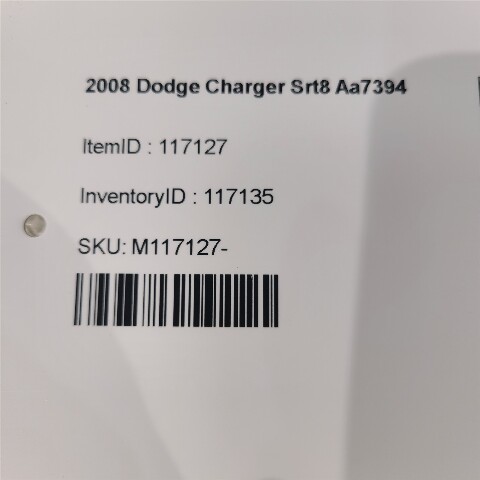 2008 Dodge Charger Srt8 Aa7394
ItemID : 117127
InventoryID : 117135
SKU: M117127-